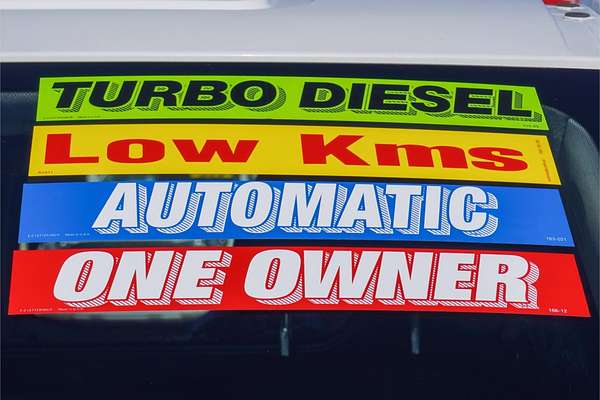 TURBO DIESEL
Low Kms
AUTOMATIC
ONE OWNER